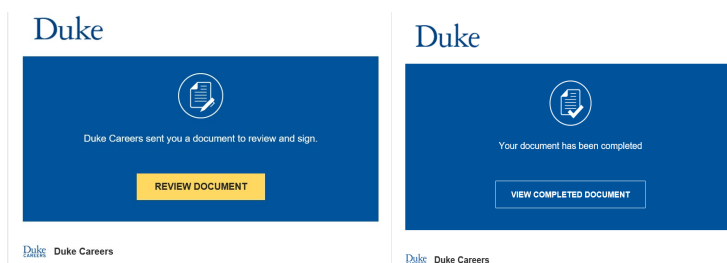 Duke
Duke Careers sent you a document to review and sign.
REVIEW DOCUMENT
Duke
CAREERS
Duke Careers
Duke
Your document has been completed
VIEW COMPLETED DOCUMENT
Duke
Duke Careers